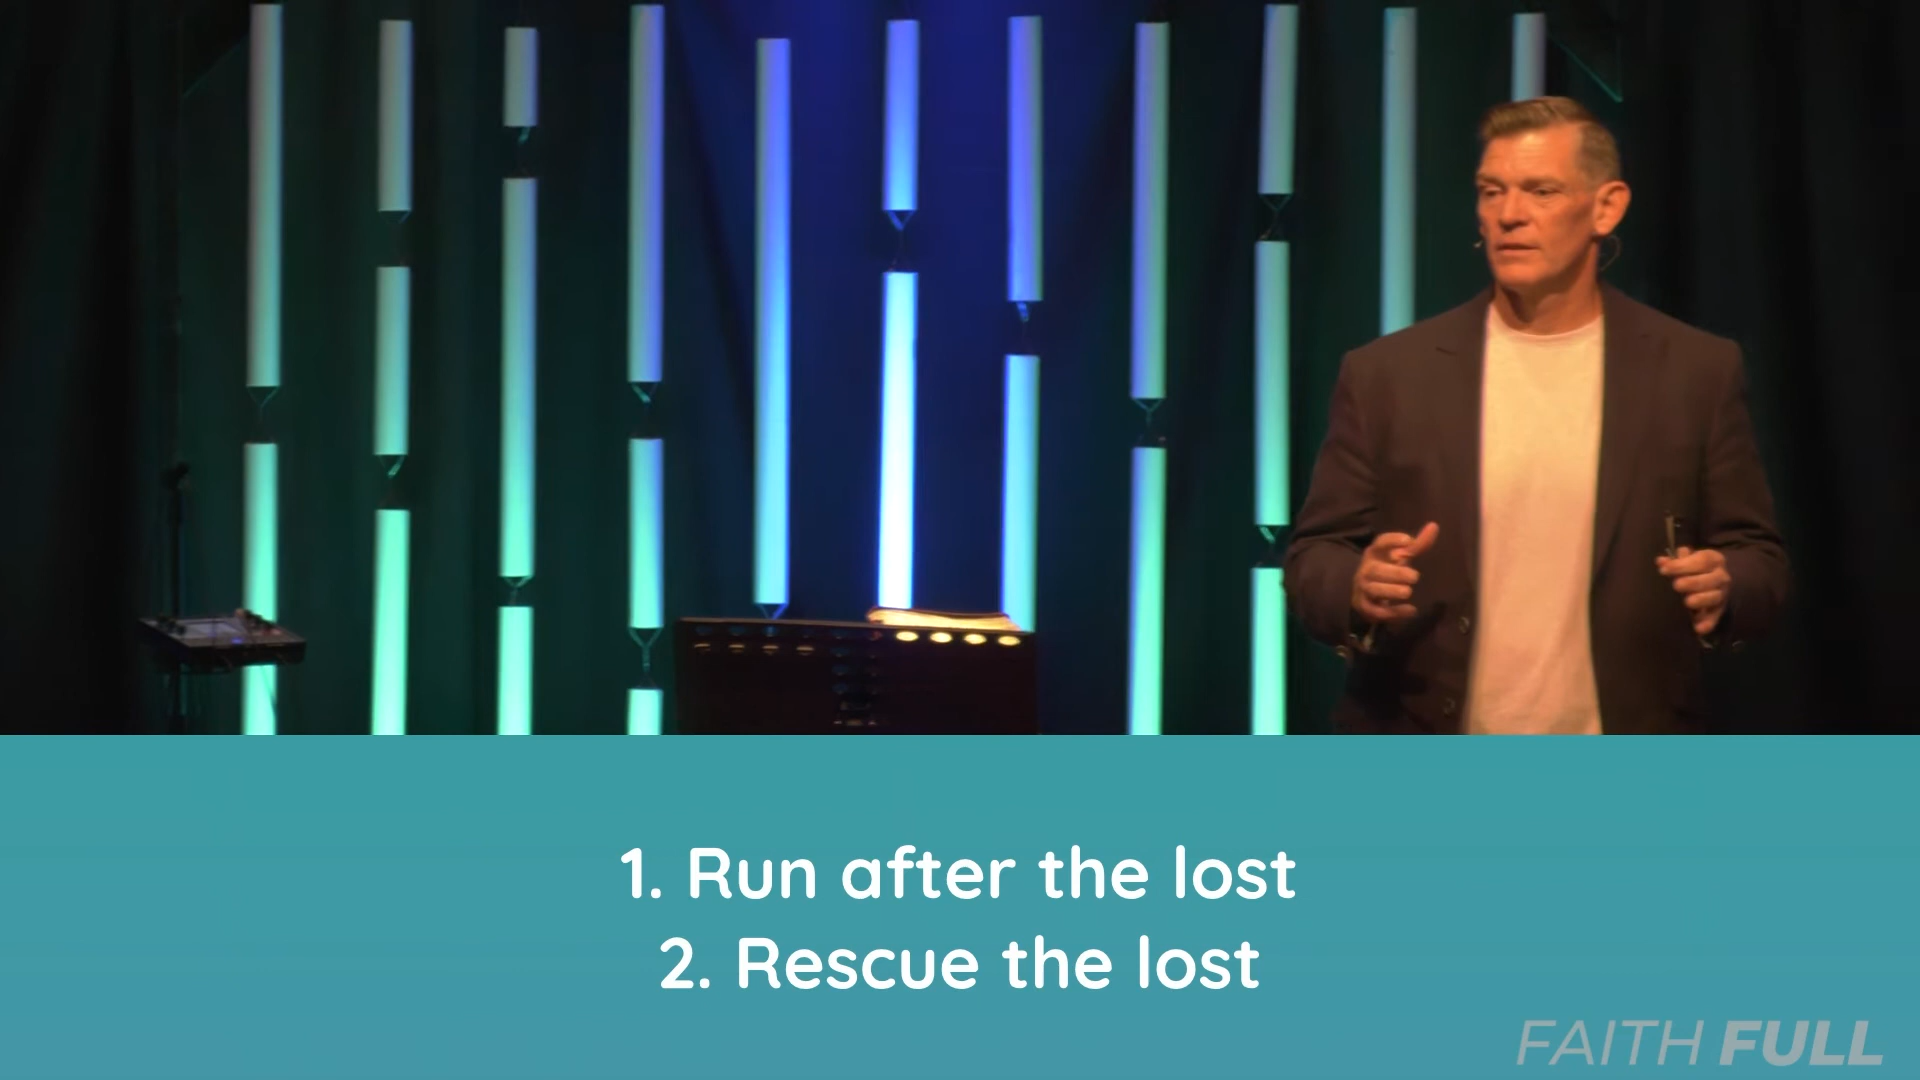 1. Run after the lost
2. Rescue the lost
FAITH FULL